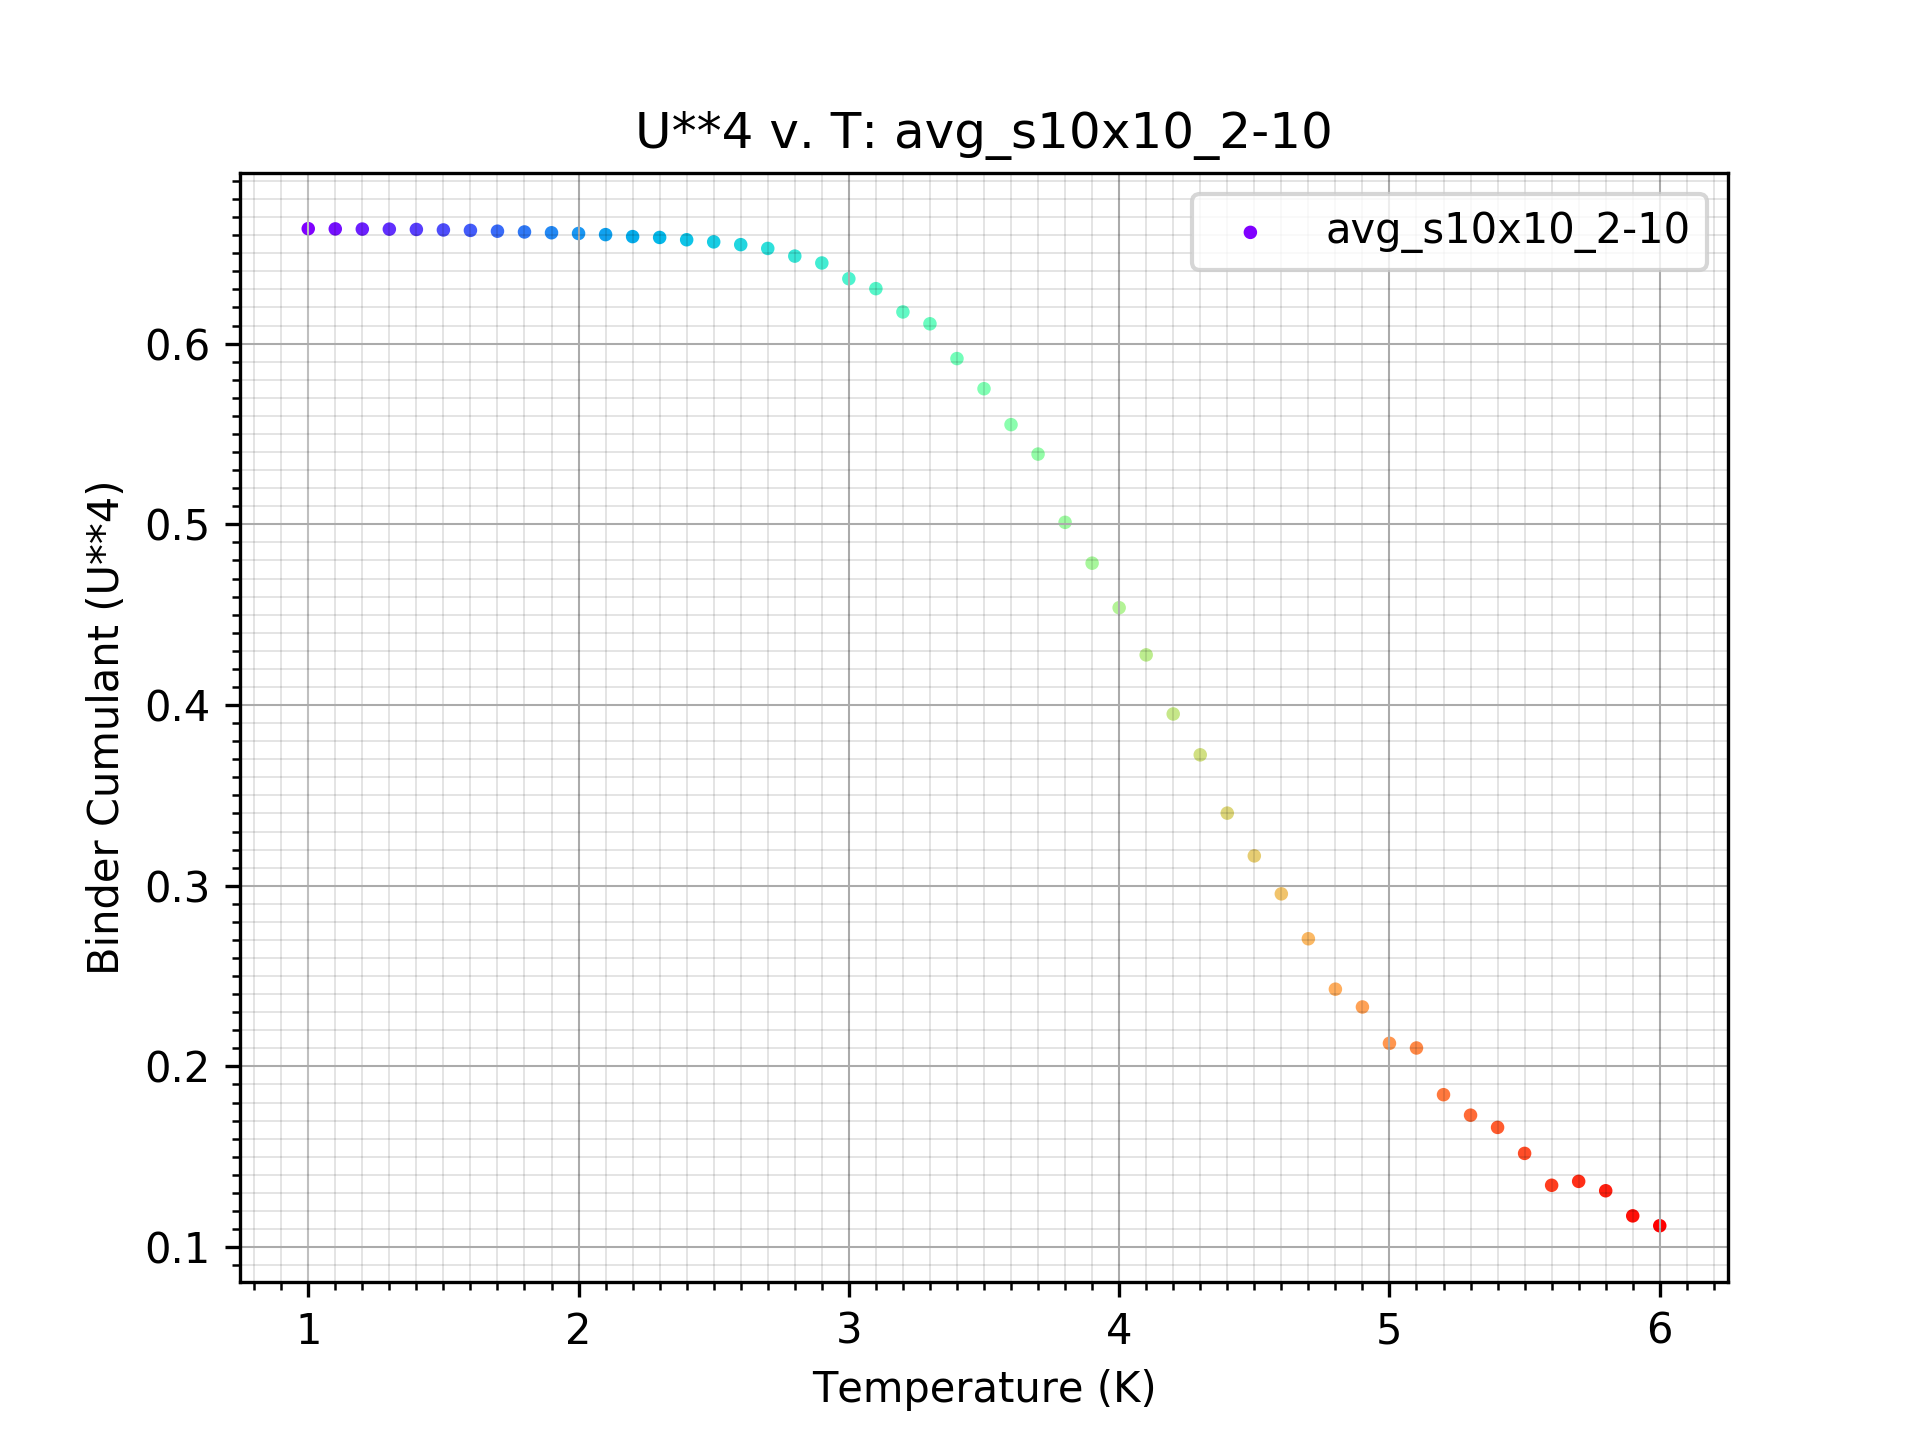 U**4 v. T: avg_s10x10_2-10
avg_s10x10_2-10
Binder Cumulant (U**4)
0.6
0.5
0.4
0.3
0.2
0.1
1 2 3 4 5 6
Temperature (K)